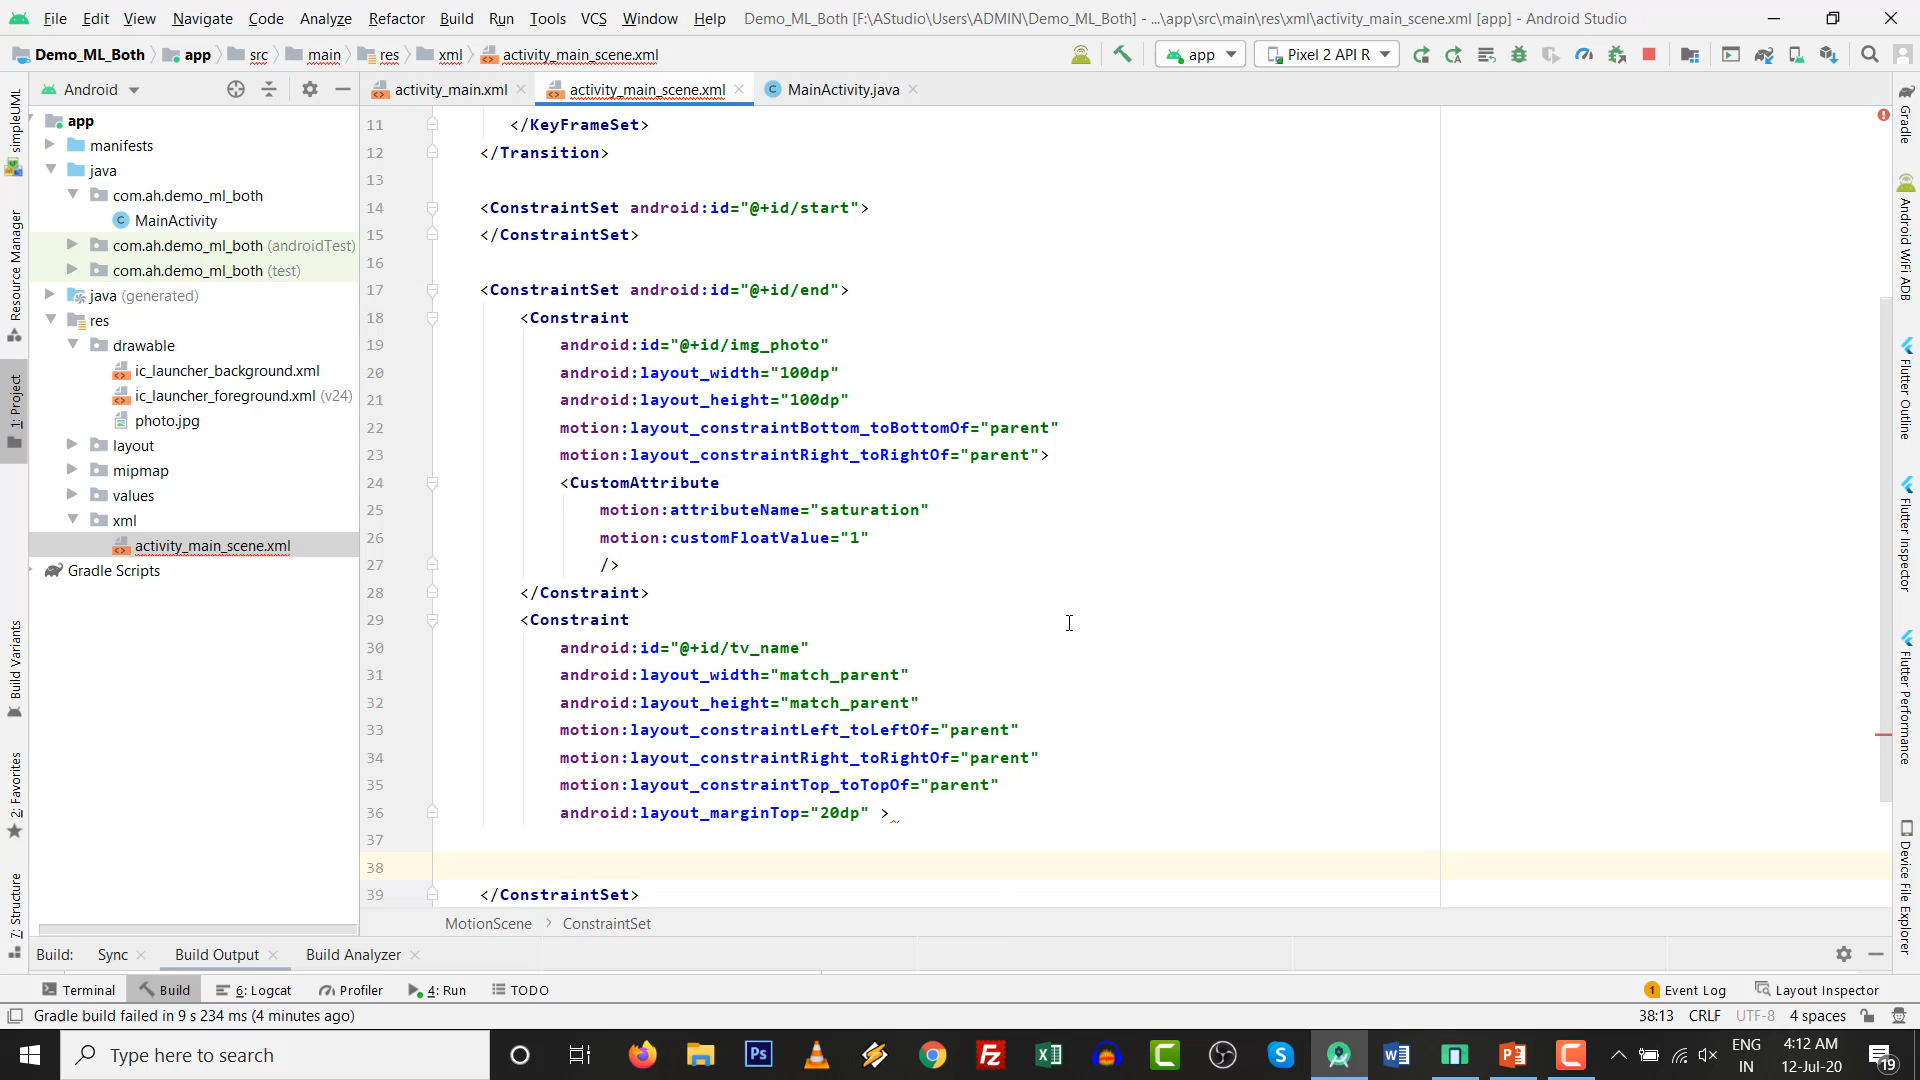 File Edit View Navigate Code Analyze Refactor Build Run Tools VCS Window Help Demo_ML_Both [F:\AStudio\Users\ADMIN\Demo_ML_Both] - ...\app\src\main\res\xml\activity_main_scene.xml [app] - Android Studio
Demo_ML_Both app src main res xml activity_main_scene.xml app Pixel 2 API R
Android activity_main.xml activity_main_scene.xml MainActivity.java
app
manifests
java
com.ah.demo_ml_both
MainActivity
com.ah.demo_ml_both (androidTest)
com.ah.demo_ml_both (test)
java (generated)
res
drawable
ic_launcher_background.xml
ic_launcher_foreground.xml (v24)
photo.jpg
layout
mipmap
values
xml
activity_main_scene.xml
Gradle Scripts
simpleUML
Resource Manager
1: Project
Build Variants
2: Favorites
7: Structure
11 </KeyFrameSet>
12 </Transition>
13
14 <ConstraintSet android:id="@+id/start">
15 </ConstraintSet>
16
17 <ConstraintSet android:id="@+id/end">
18 <Constraint
19 android:id="@+id/img_photo"
20 android:layout_width="100dp"
21 android:layout_height="100dp"
22 motion:layout_constraintBottom_toBottomOf="parent"
23 motion:layout_constraintRight_toRightOf="parent">
24 <CustomAttribute
25 motion:attributeName="saturation"
26 motion:customFloatValue="1"
27 />
28 </Constraint>
29 <Constraint
30 android:id="@+id/tv_name"
31 android:layout_width="match_parent"
32 android:layout_height="match_parent"
33 motion:layout_constraintLeft_toLeftOf="parent"
34 motion:layout_constraintRight_toRightOf="parent"
35 motion:layout_constraintTop_toTopOf="parent"
36 android:layout_marginTop="20dp" >
37
38
39 </ConstraintSet>
MotionScene ConstraintSet
Gradle
Android WiFi ADB
Flutter Outline
Flutter Inspector
Flutter Performance
Device File Explorer
Build: Sync Build Output Build Analyzer
Terminal Build 6: Logcat Profiler 4: Run TODO 1 Event Log Layout Inspector
Gradle build failed in 9 s 234 ms (4 minutes ago) 38:13 CRLF UTF-8 4 spaces
Type here to search
ENG
IN
4:12 AM
12-Jul-20
19